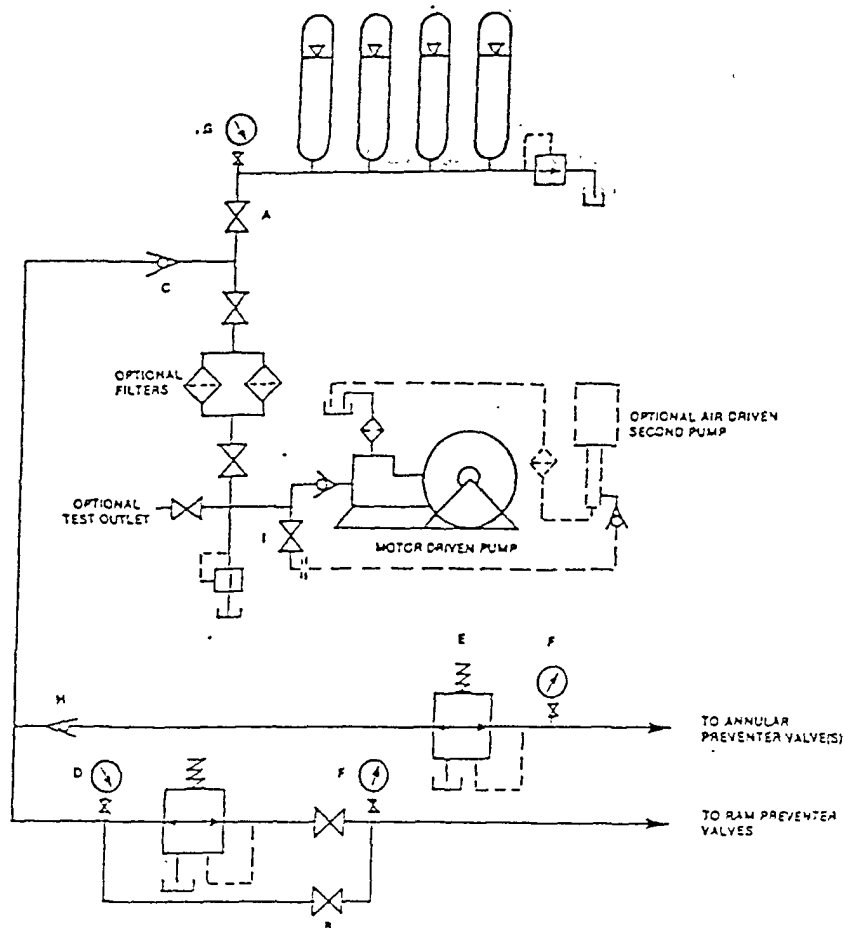 G
A
C
OPTIONAL
FILTERS
OPTIONAL AIR DRIVEN
SECOND PUMP
OPTIONAL
TEST OUTLET
I
MOTOR DRIVEN PUMP
E
F
H
TO ANNULAR
PREVENTER VALVE(S)
D
F
TO RAM PREVENTER
VALVES
B